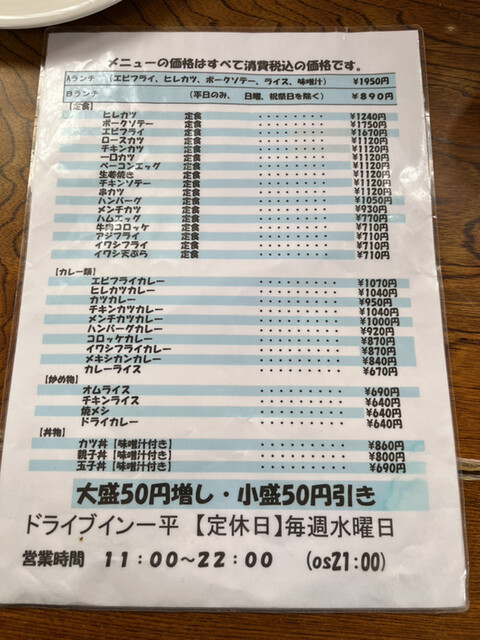 メニューの価格はすべて消費税込の価格です。
Aランチ （エビフライ、ヒレカツ、ポークソテー、ライス、味噌汁） ¥1950円
Bランチ （平日のみ、 日曜、祝祭日を除く） ¥890円
【定食】
ヒレカツ 定食 ・・・・・・・・ ¥1240円
ポークソテー 定食 ・・・・・・・・ ¥1750円
エビフライ 定食 ・・・・・・・・ ¥1670円
ロースカツ 定食 ・・・・・・・・ ¥1120円
チキンカツ 定食 ・・・・・・・・ ¥1120円
一口カツ 定食 ・・・・・・・・ ¥1120円
ベーコンエッグ 定食 ・・・・・・・・ ¥1120円
生姜焼き 定食 ・・・・・・・・ ¥1120円
チキンソテー 定食 ・・・・・・・・ ¥1120円
串カツ 定食 ・・・・・・・・ ¥1120円
ハンバーグ 定食 ・・・・・・・・ ¥1050円
メンチカツ 定食 ・・・・・・・・ ¥930円
ハムエッグ 定食 ・・・・・・・・ ¥770円
牛肉コロッケ 定食 ・・・・・・・・ ¥710円
アジフライ 定食 ・・・・・・・・ ¥710円
イワシフライ 定食 ・・・・・・・・ ¥710円
イワシ天ぷら 定食 ・・・・・・・・ ¥710円
【カレー類】
エビフライカレー ・・・・・・・・ ¥1070円
ヒレカツカレー ・・・・・・・・ ¥1040円
カツカレー ・・・・・・・・ ¥950円
チキンカツカレー ・・・・・・・・ ¥1040円
メンチカツカレー ・・・・・・・・ ¥1000円
ハンバーグカレー ・・・・・・・・ ¥920円
コロッケカレー ・・・・・・・・ ¥870円
イワシフライカレー ・・・・・・・・ ¥870円
メキシカンカレー ・・・・・・・・ ¥840円
カレーライス ・・・・・・・・ ¥670円
【炒め物】
オムライス ・・・・・・・・ ¥690円
チキンライス ・・・・・・・・ ¥640円
焼メシ ・・・・・・・・ ¥640円
ドライカレー ・・・・・・・・ ¥640円
【丼物】
カツ丼【味噌汁付き】 ・・・・・・・・ ¥860円
親子丼【味噌汁付き】 ・・・・・・・・ ¥800円
玉子丼【味噌汁付き】 ・・・・・・・・ ¥690円
大盛50円増し・小盛50円引き
ドライブイン一平 【定休日】毎週水曜日
営業時間 11：00～22：00 （os21:00）